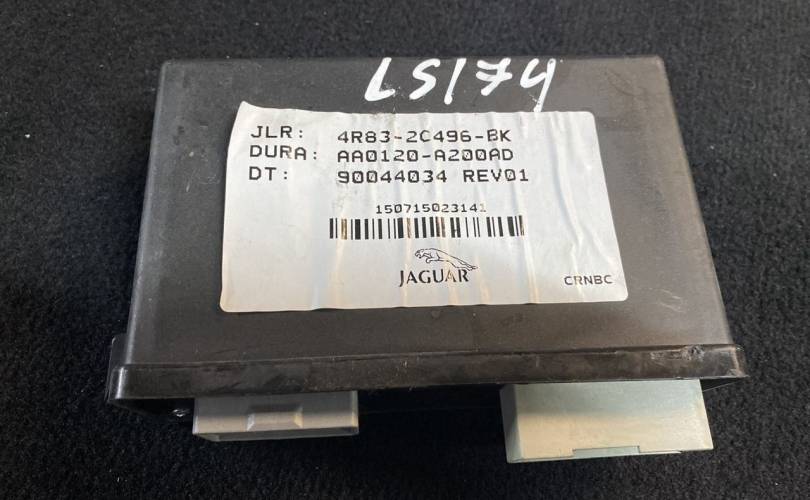 LS174
JLR: 4R83-2C496-BK
DURA: AA0120-A200AD
DT: 90044034 REV01
150715023141
JAGUAR
CRNBC